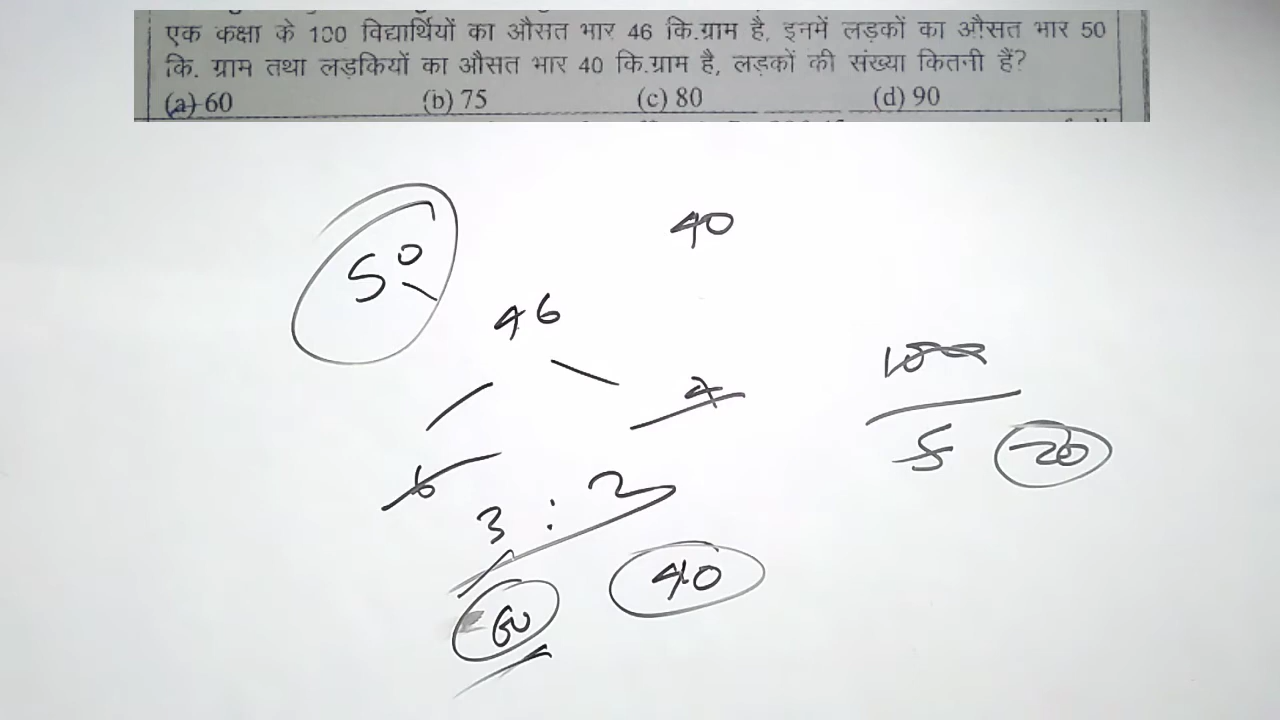 एक कक्षा के 100 विद्यार्थियों का औसत भार 46 कि.ग्राम है, इनमें लड़कों का औसत भार 50
कि. ग्राम तथा लड़कियों का औसत भार 40 कि.ग्राम है, लड़कों की संख्या कितनी हैं?
(a) 60 (b) 75 (c) 80 (d) 90
50 40
46
100
6 4
5 20
3 : 2
60 40